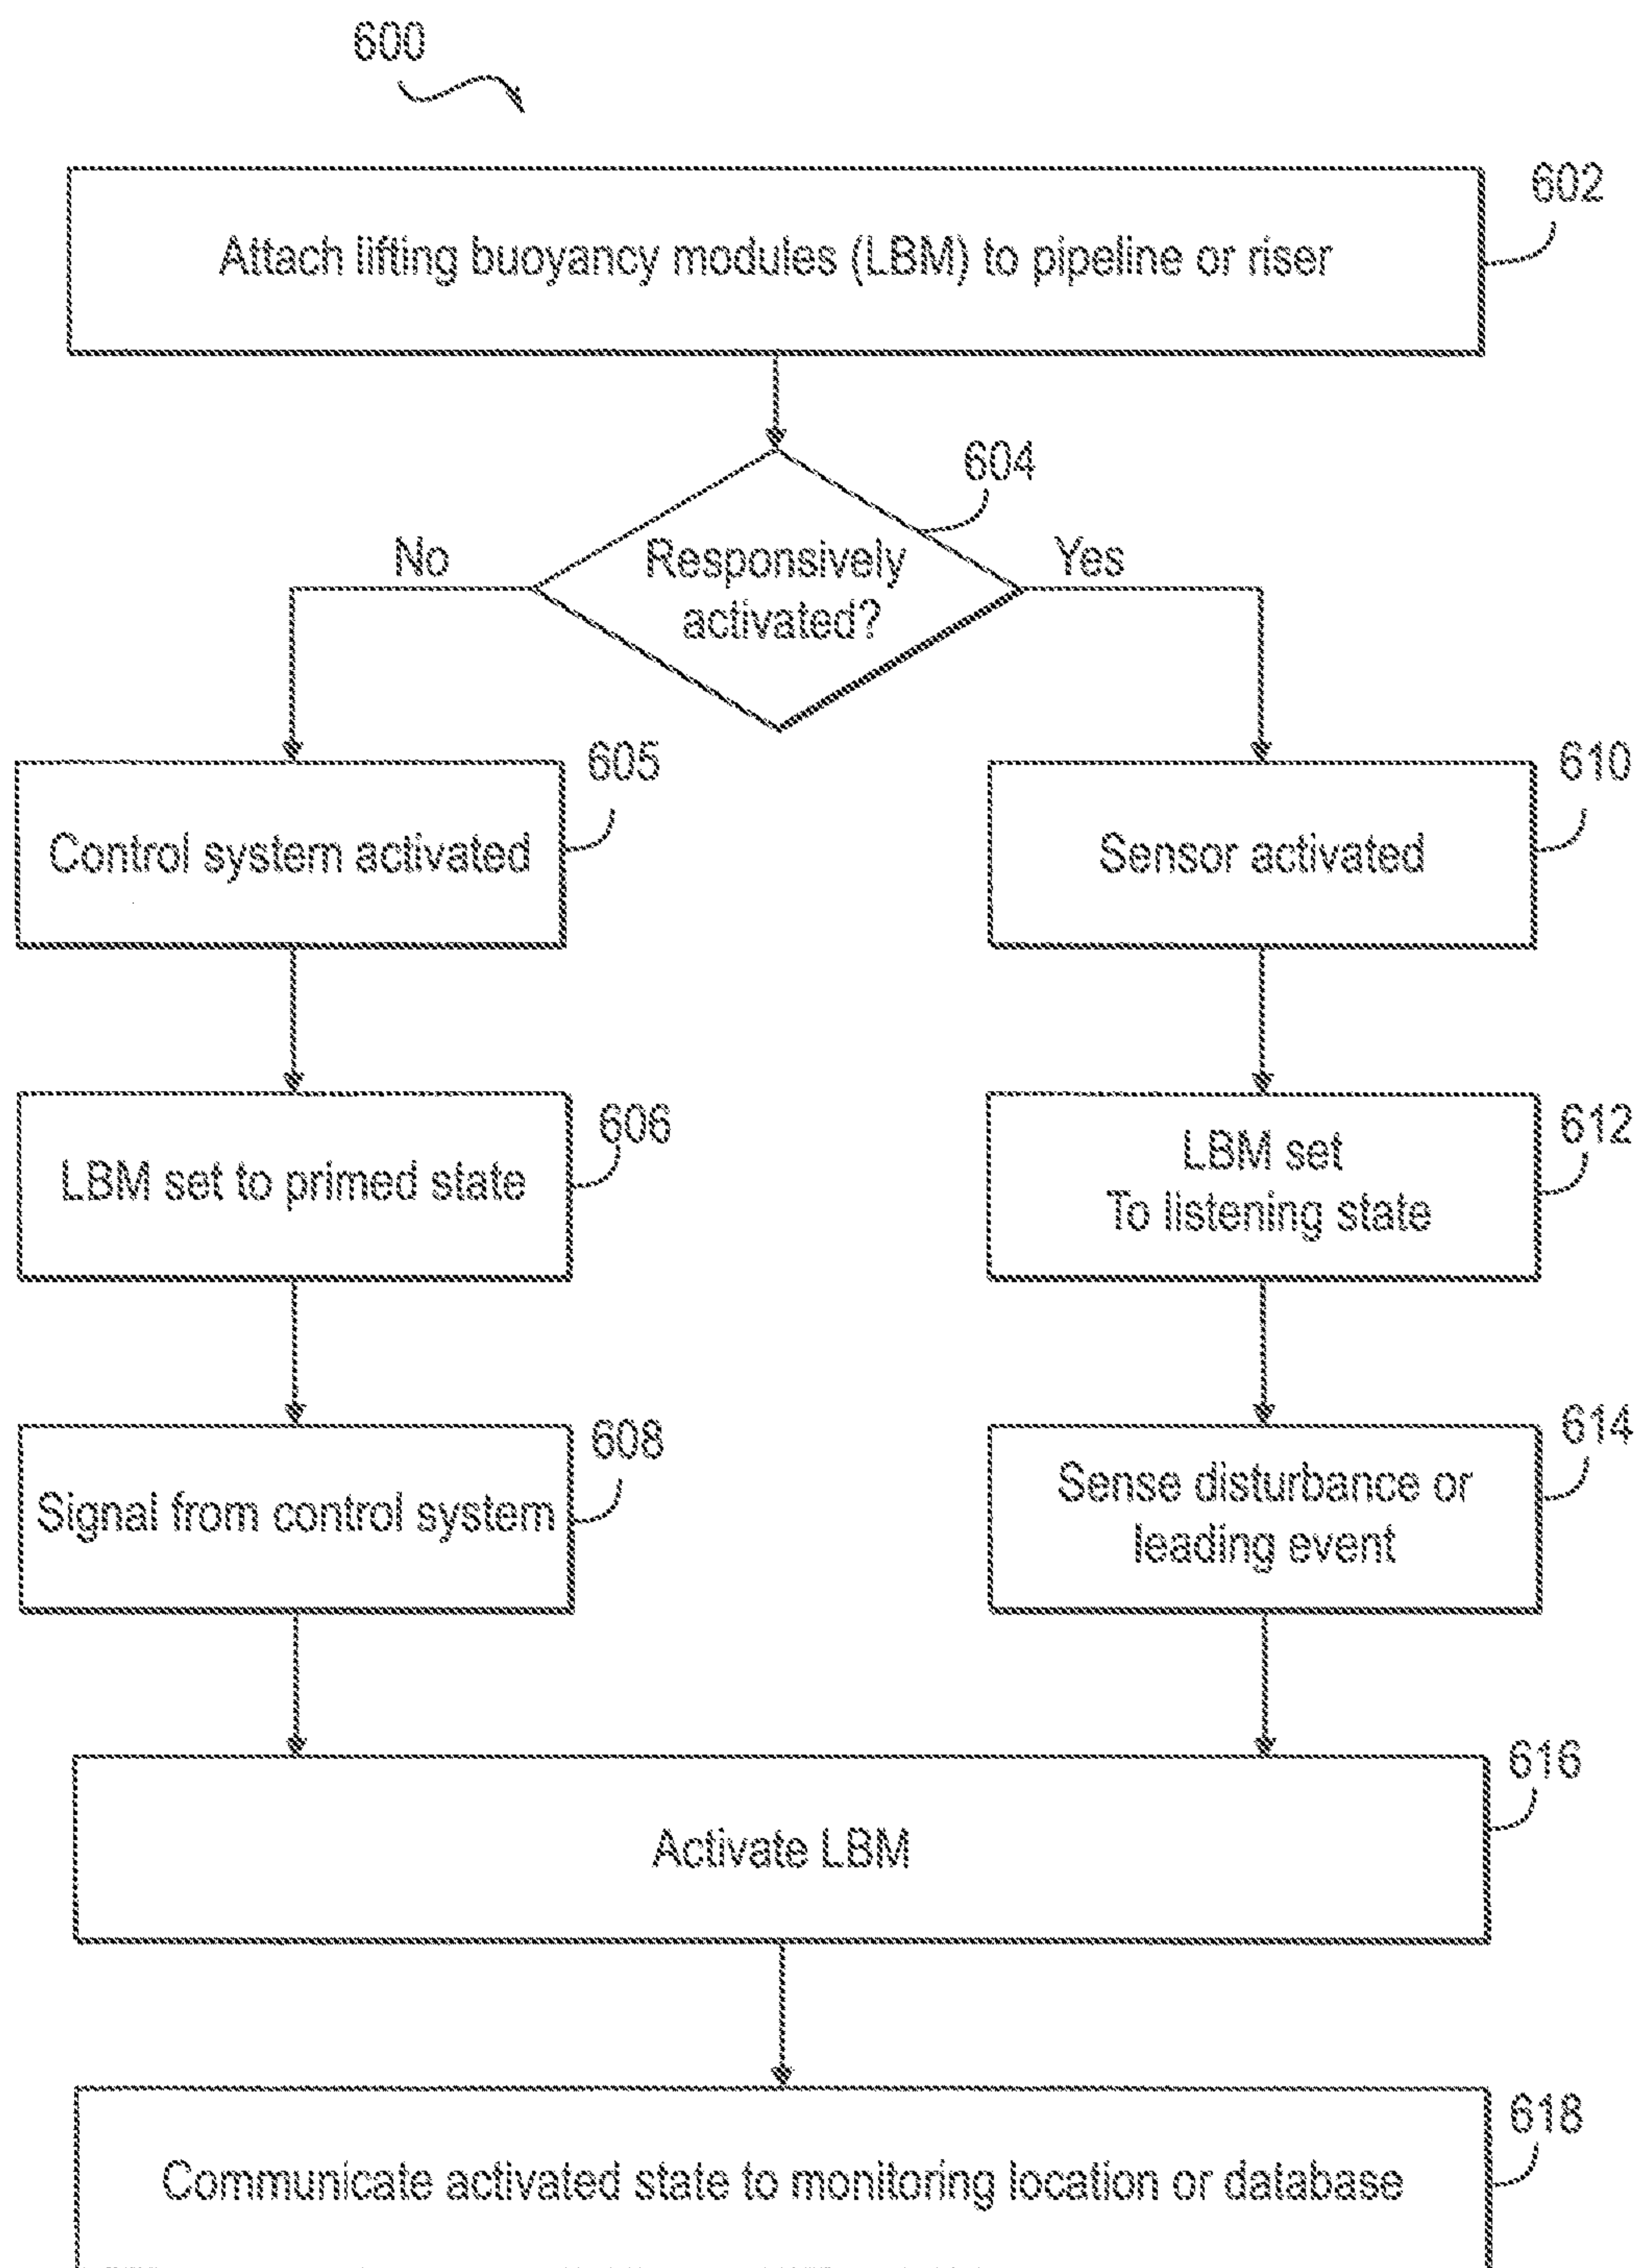 600
602
Attach lifting buoyancy modules (LBM) to pipeline or riser
604
No
Responsively
activated?
Yes
605
Control system activated
610
Sensor activated
606
LBM set to primed state
612
LBM set
To listening state
608
Signal from control system
614
Sense disturbance or
leading event
616
Activate LBM
618
Communicate activated state to monitoring location or database